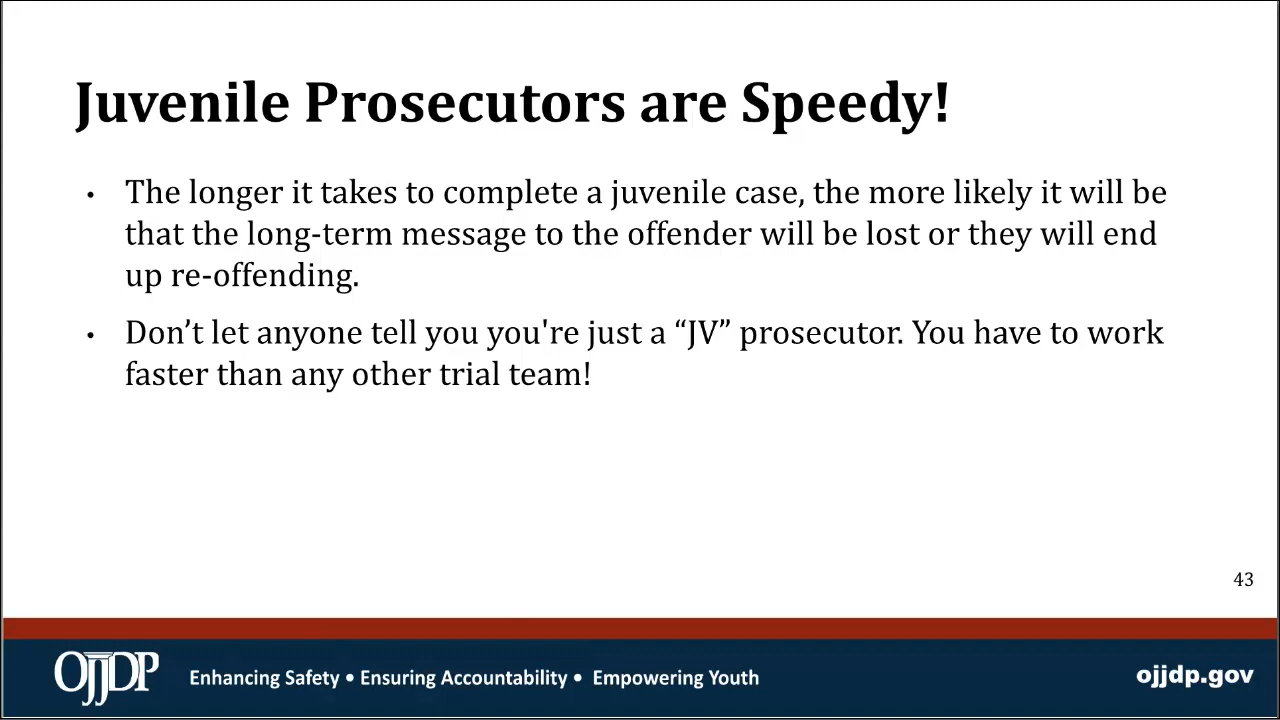 Juvenile Prosecutors are Speedy!
• The longer it takes to complete a juvenile case, the more likely it will be
that the long-term message to the offender will be lost or they will end
up re-offending.
• Don’t let anyone tell you you're just a “JV” prosecutor. You have to work
faster than any other trial team!
43
OJJDP
Enhancing Safety • Ensuring Accountability • Empowering Youth
ojjdp.gov